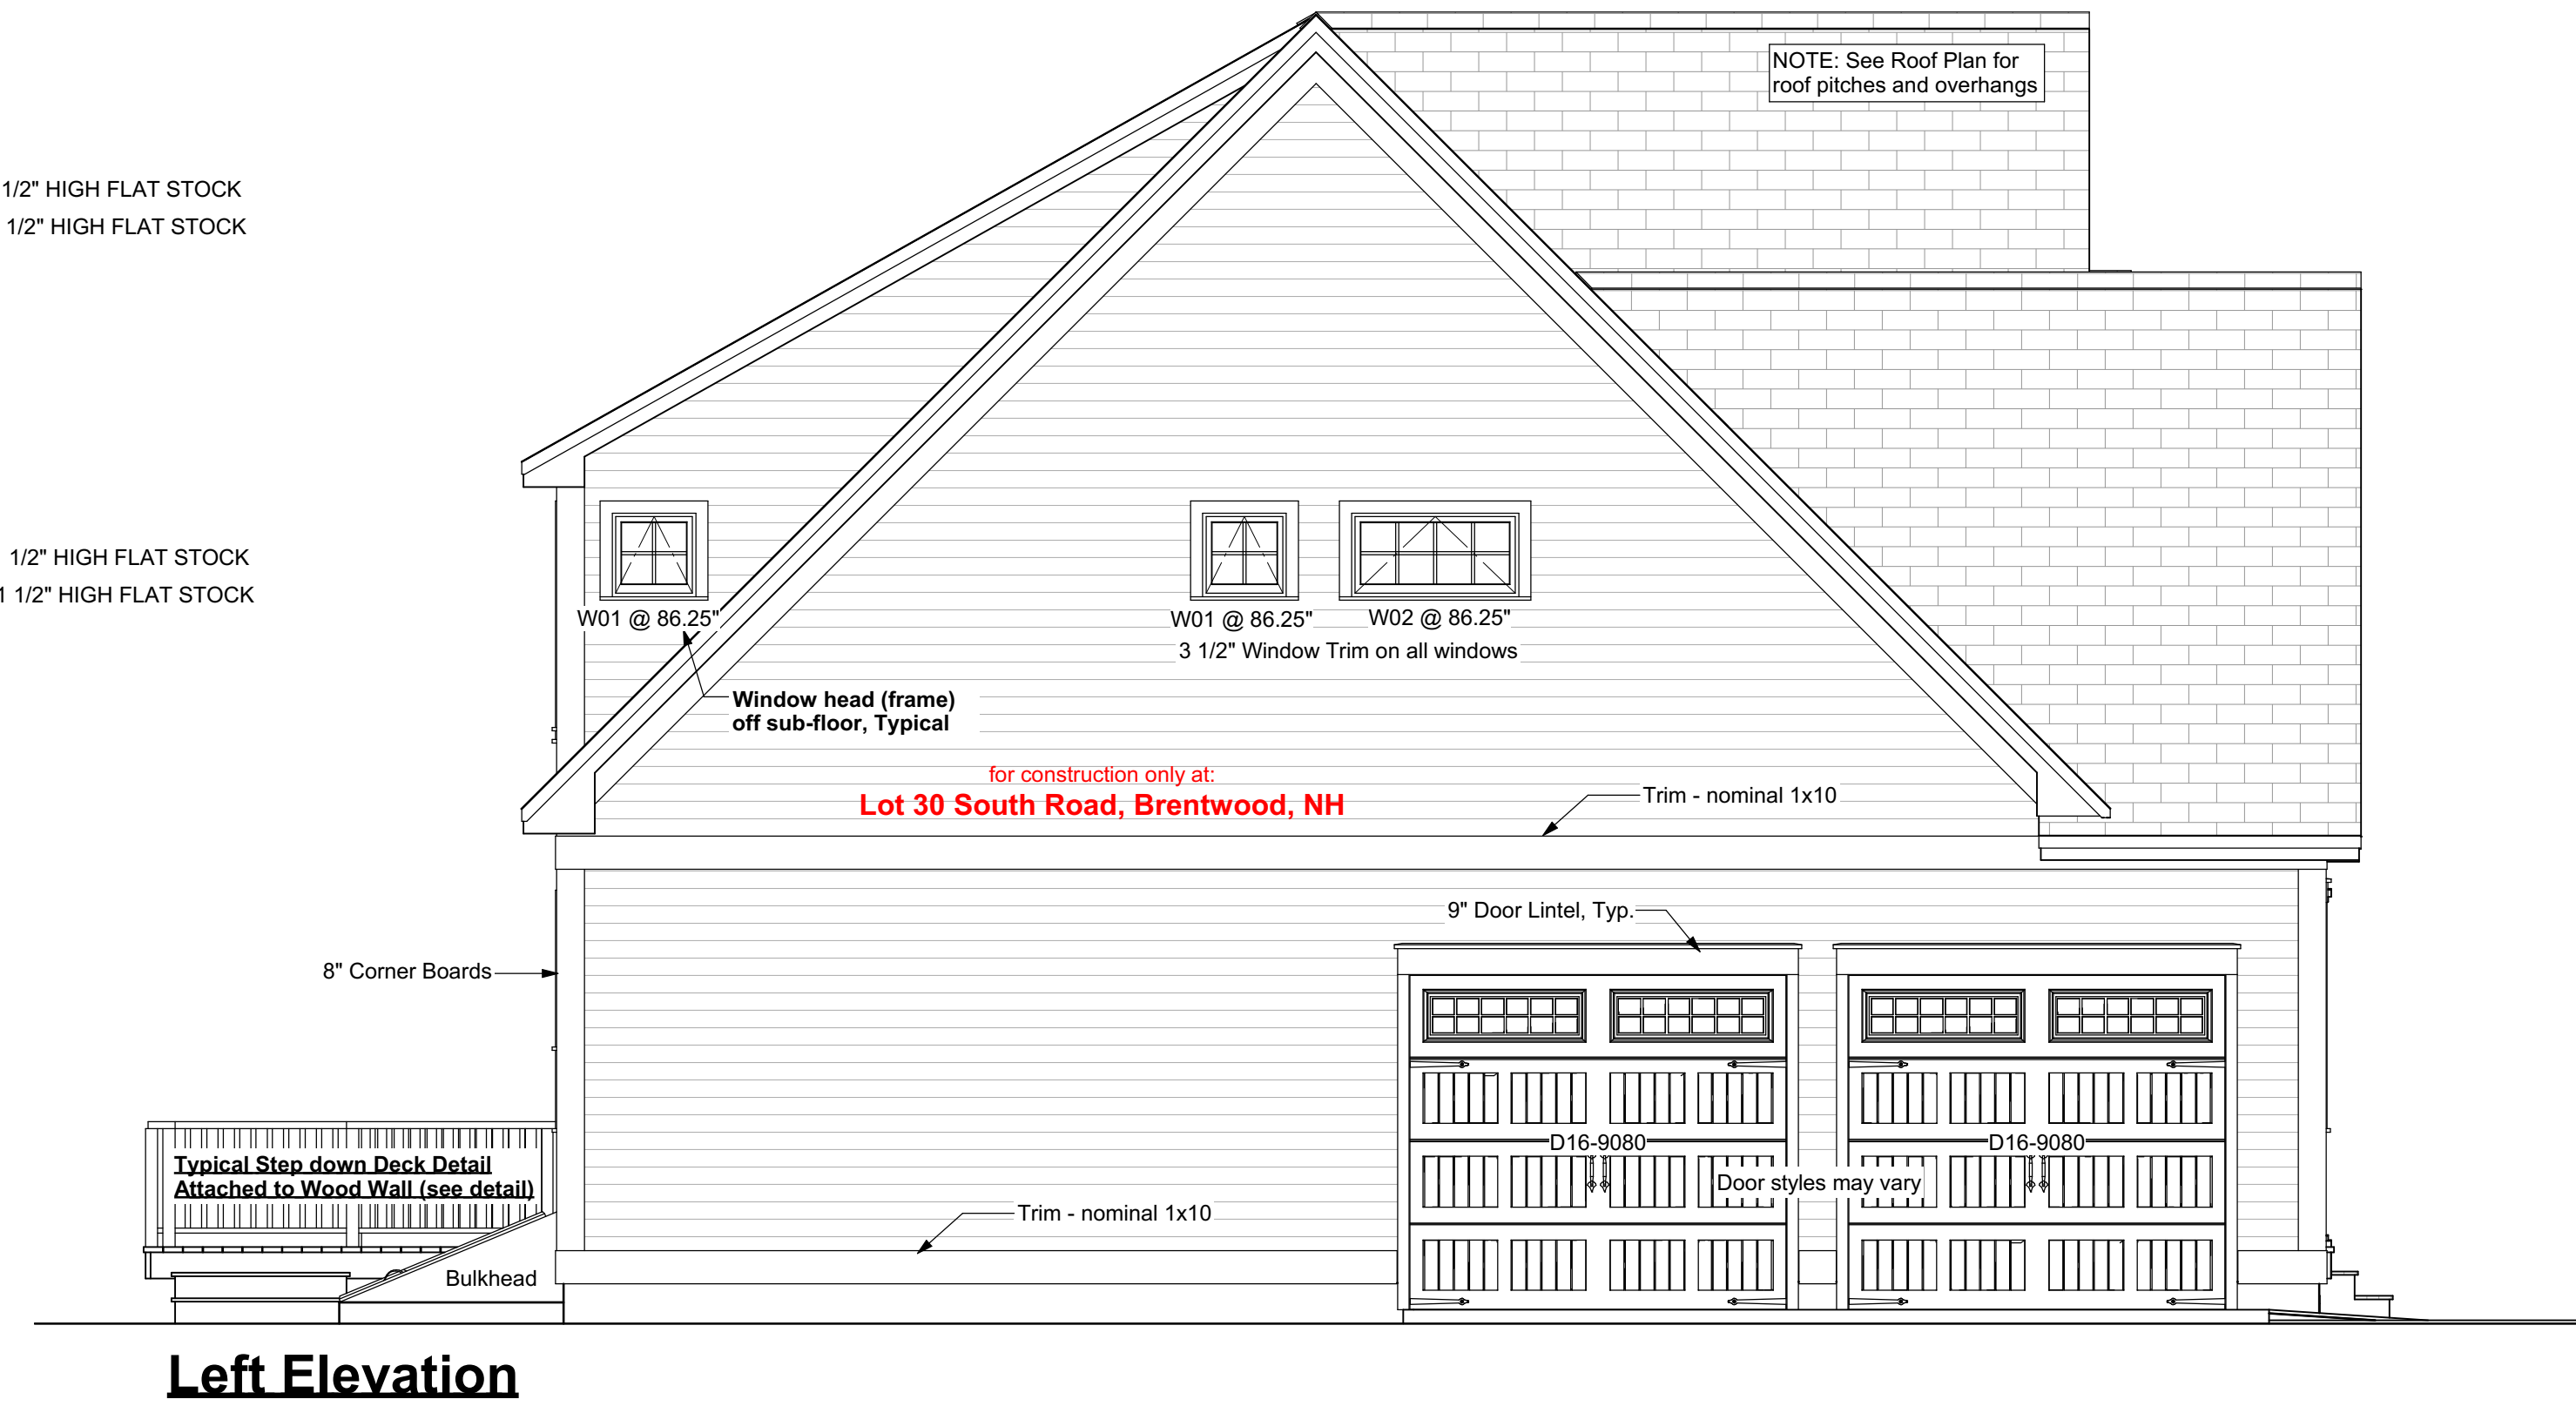 NOTE: See Roof Plan for
roof pitches and overhangs
1/2" HIGH FLAT STOCK
1/2" HIGH FLAT STOCK
1/2" HIGH FLAT STOCK
1 1/2" HIGH FLAT STOCK
W01 @ 86.25"
W01 @ 86.25"
W02 @ 86.25"
3 1/2" Window Trim on all windows
Window head (frame)
off sub-floor, Typical
for construction only at:
Lot 30 South Road, Brentwood, NH
Trim - nominal 1x10
9" Door Lintel, Typ.
8" Corner Boards
D16-9080
D16-9080
Typical Step down Deck Detail
Attached to Wood Wall (see detail)
Door styles may vary
Trim - nominal 1x10
Bulkhead
Left Elevation